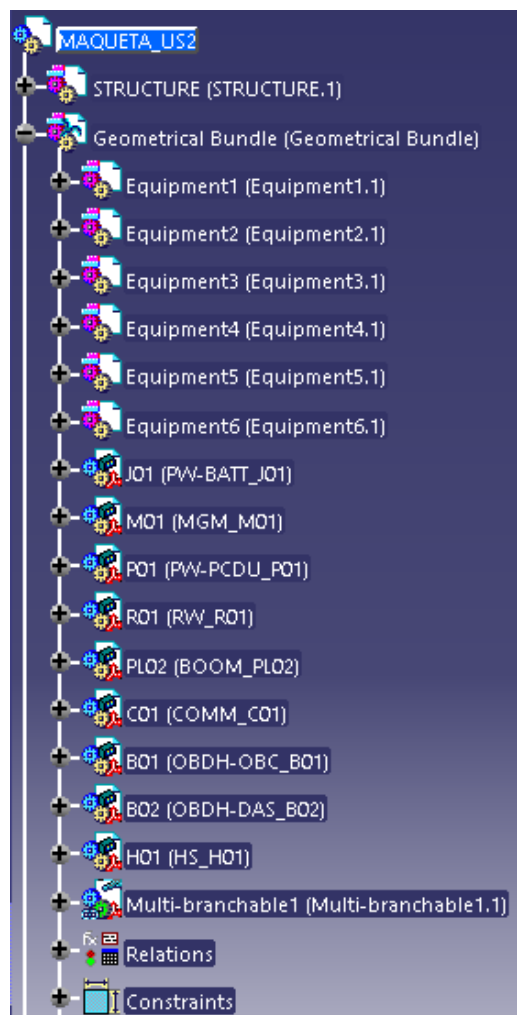 MAQUETA_US2
STRUCTURE (STRUCTURE.1)
Geometrical Bundle (Geometrical Bundle)
Equipment1 (Equipment1.1)
Equipment2 (Equipment2.1)
Equipment3 (Equipment3.1)
Equipment4 (Equipment4.1)
Equipment5 (Equipment5.1)
Equipment6 (Equipment6.1)
J01 (PW-BATT_J01)
M01 (MGM_M01)
P01 (PW-PCDU_P01)
R01 (RW_R01)
PL02 (BOOM_PL02)
C01 (COMM_C01)
B01 (OBDH-OBC_B01)
B02 (OBDH-DAS_B02)
H01 (HS_H01)
Multi-branchable1 (Multi-branchable1.1)
Relations
Constraints